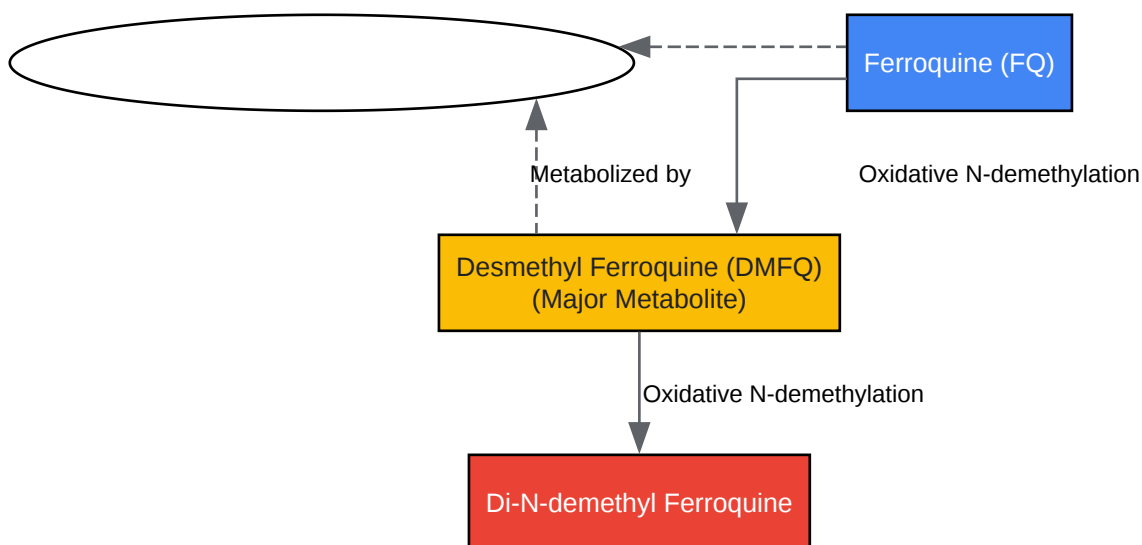 Ferroquine (FQ)
Metabolized by
Oxidative N-demethylation
Desmethyl Ferroquine (DMFQ)
(Major Metabolite)
Oxidative N-demethylation
Di-N-demethyl Ferroquine